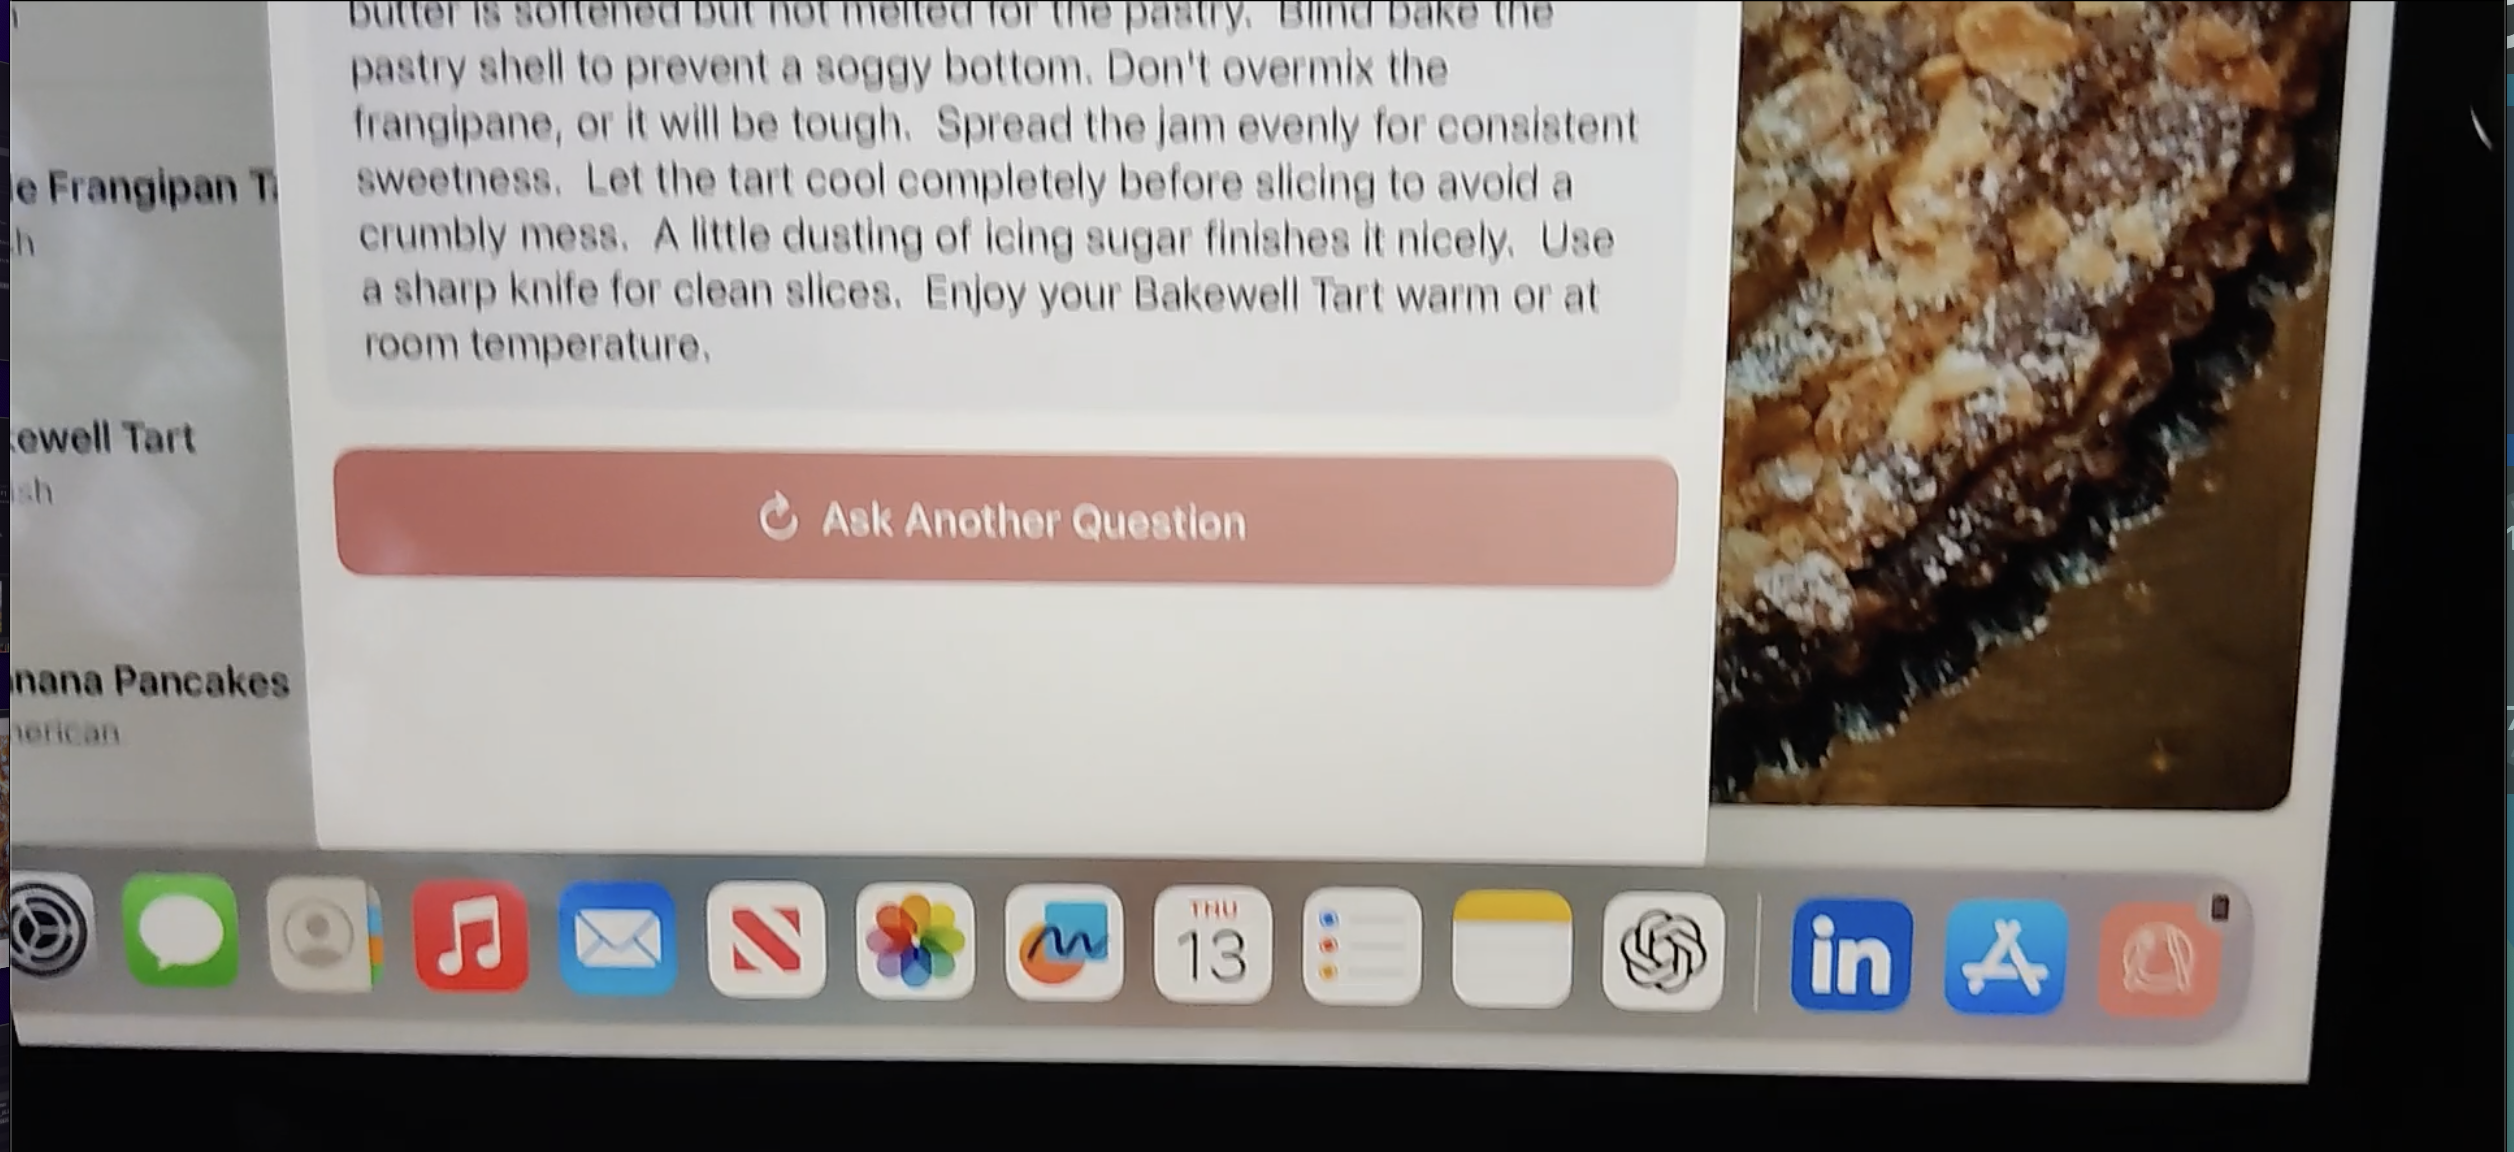 butter is softened but not melted for the pastry. Blind bake the
pastry shell to prevent a soggy bottom. Don't overmix the
frangipane, or it will be tough. Spread the jam evenly for consistent
sweetness. Let the tart cool completely before slicing to avoid a
crumbly mess. A little dusting of icing sugar finishes it nicely. Use
a sharp knife for clean slices. Enjoy your Bakewell Tart warm or at
room temperature.
Ask Another Question
e Frangipan Ta
h
ewell Tart
sh
nana Pancakes
nerican
THU
13
in